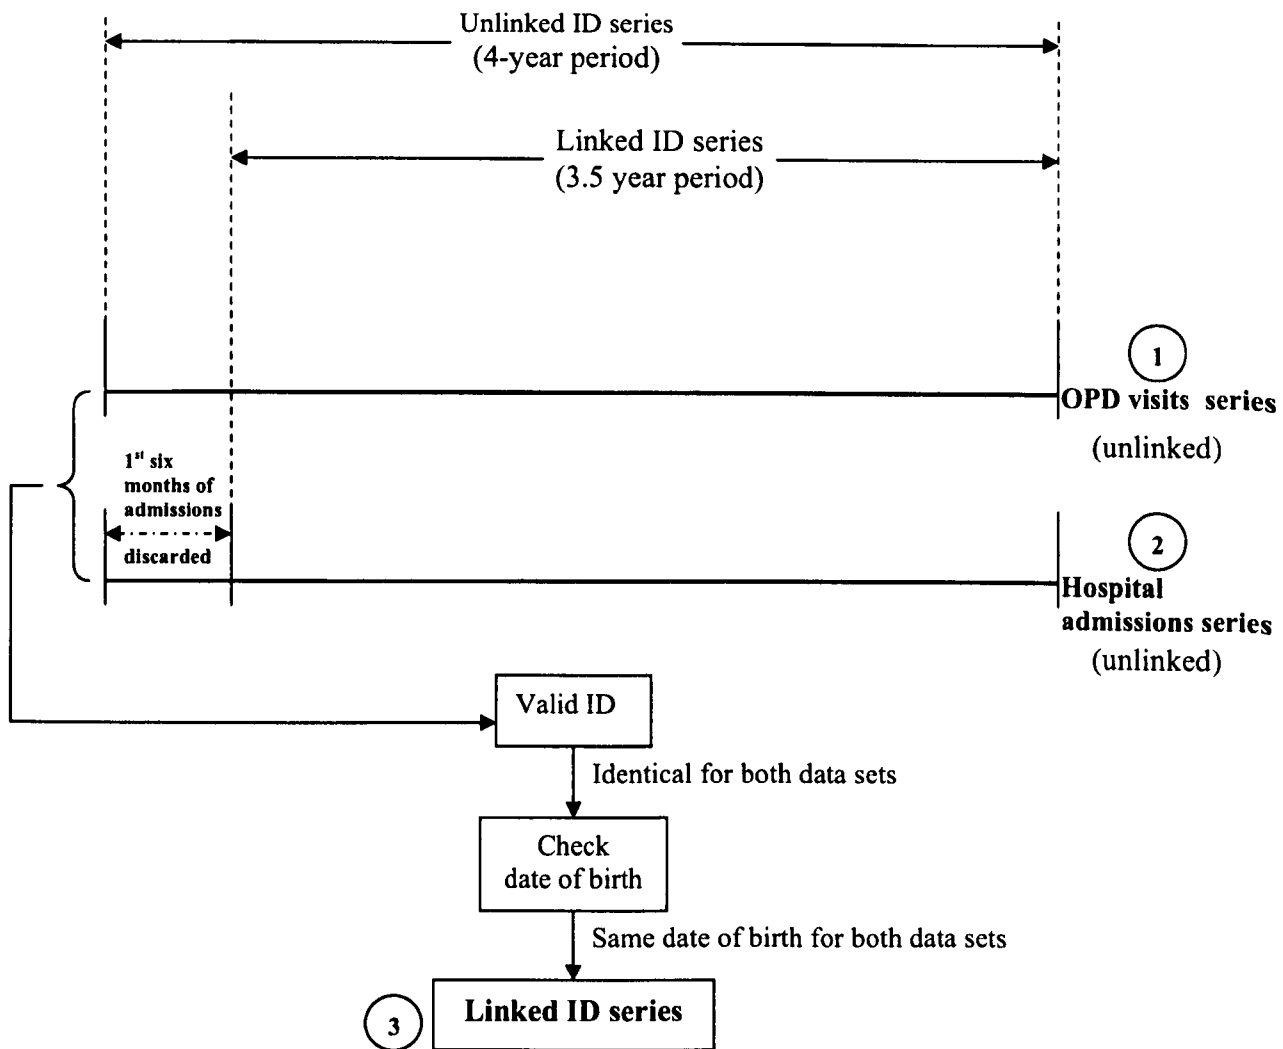 Unlinked ID series
(4-year period)
Linked ID series
(3.5 year period)
1
OPD visits series
(unlinked)
1st six
months of
admissions
discarded
2
Hospital
admissions series
(unlinked)
Valid ID
Identical for both data sets
Check
date of birth
Same date of birth for both data sets
3
Linked ID series